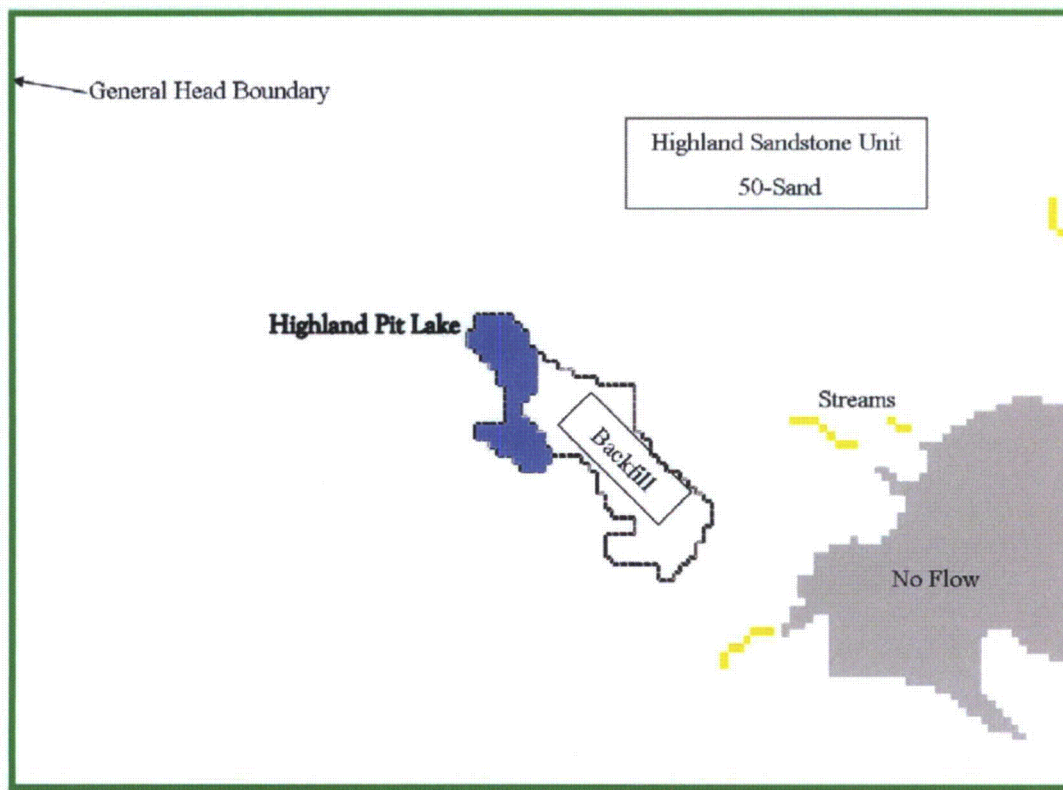 General Head Boundary
Highland Sandstone Unit
50-Sand
Highland Pit Lake
Streams
Backfill
No Flow